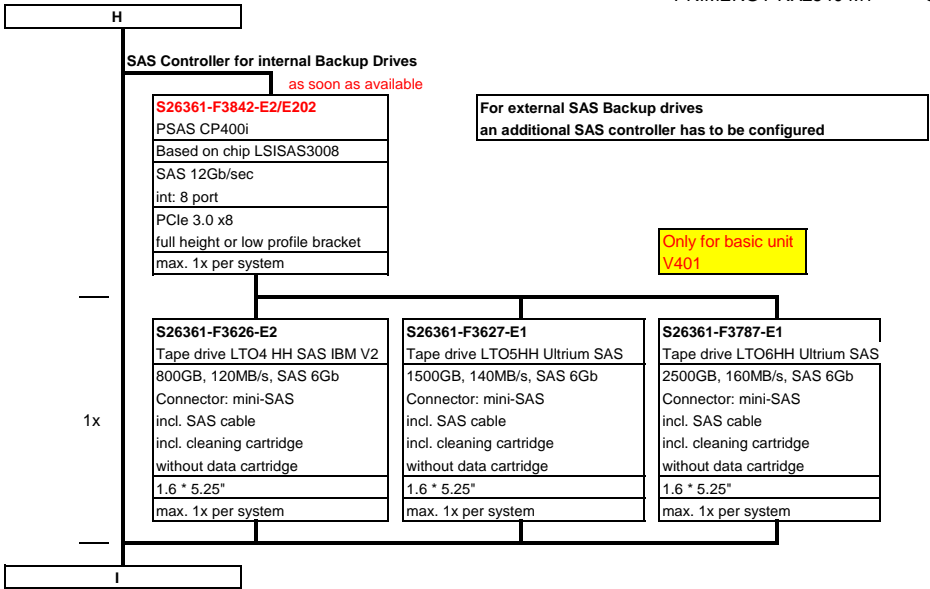 H
SAS Controller for internal Backup Drives
as soon as available
S26361-F3842-E2/E202
PSAS CP400i
Based on chip LSISAS3008
SAS 12Gb/sec
int: 8 port
PCIe 3.0 x8
full height or low profile bracket
max. 1x per system
For external SAS Backup drives
an additional SAS controller has to be configured
Only for basic unit
V401
1x
S26361-F3626-E2
Tape drive LTO4 HH SAS IBM V2
800GB, 120MB/s, SAS 6Gb
Connector: mini-SAS
incl. SAS cable
incl. cleaning cartridge
without data cartridge
1.6 * 5.25"
max. 1x per system
S26361-F3627-E1
Tape drive LTO5HH Ultrium SAS
1500GB, 140MB/s, SAS 6Gb
Connector: mini-SAS
incl. SAS cable
incl. cleaning cartridge
without data cartridge
1.6 * 5.25"
max. 1x per system
S26361-F3787-E1
Tape drive LTO6HH Ultrium SAS
2500GB, 160MB/s, SAS 6Gb
Connector: mini-SAS
incl. SAS cable
incl. cleaning cartridge
without data cartridge
1.6 * 5.25"
max. 1x per system
I